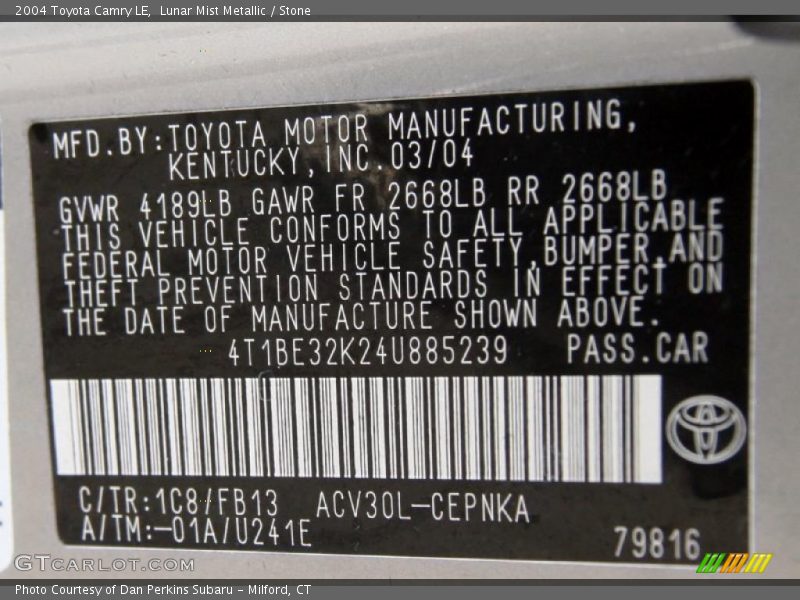 2004 Toyota Camry LE,  Lunar Mist Metallic / Stone
MFD.BY:TOYOTA MOTOR MANUFACTURING,
KENTUCKY,INC.03/04
GVWR 4189LB GAWR FR 2668LB RR 2668LB
THIS VEHICLE CONFORMS TO ALL APPLICABLE
FEDERAL MOTOR VEHICLE SAFETY,BUMPER,AND
THEFT PREVENTION STANDARDS IN EFFECT ON
THE DATE OF MANUFACTURE SHOWN ABOVE.
4T1BE32K24U885239 PASS.CAR
C/TR:1C8/FB13 ACV30L-CEPNKA
A/TM:-01A/U241E
79816
GTCARLOT.COM
Photo Courtesy of Dan Perkins Subaru - Milford, CT